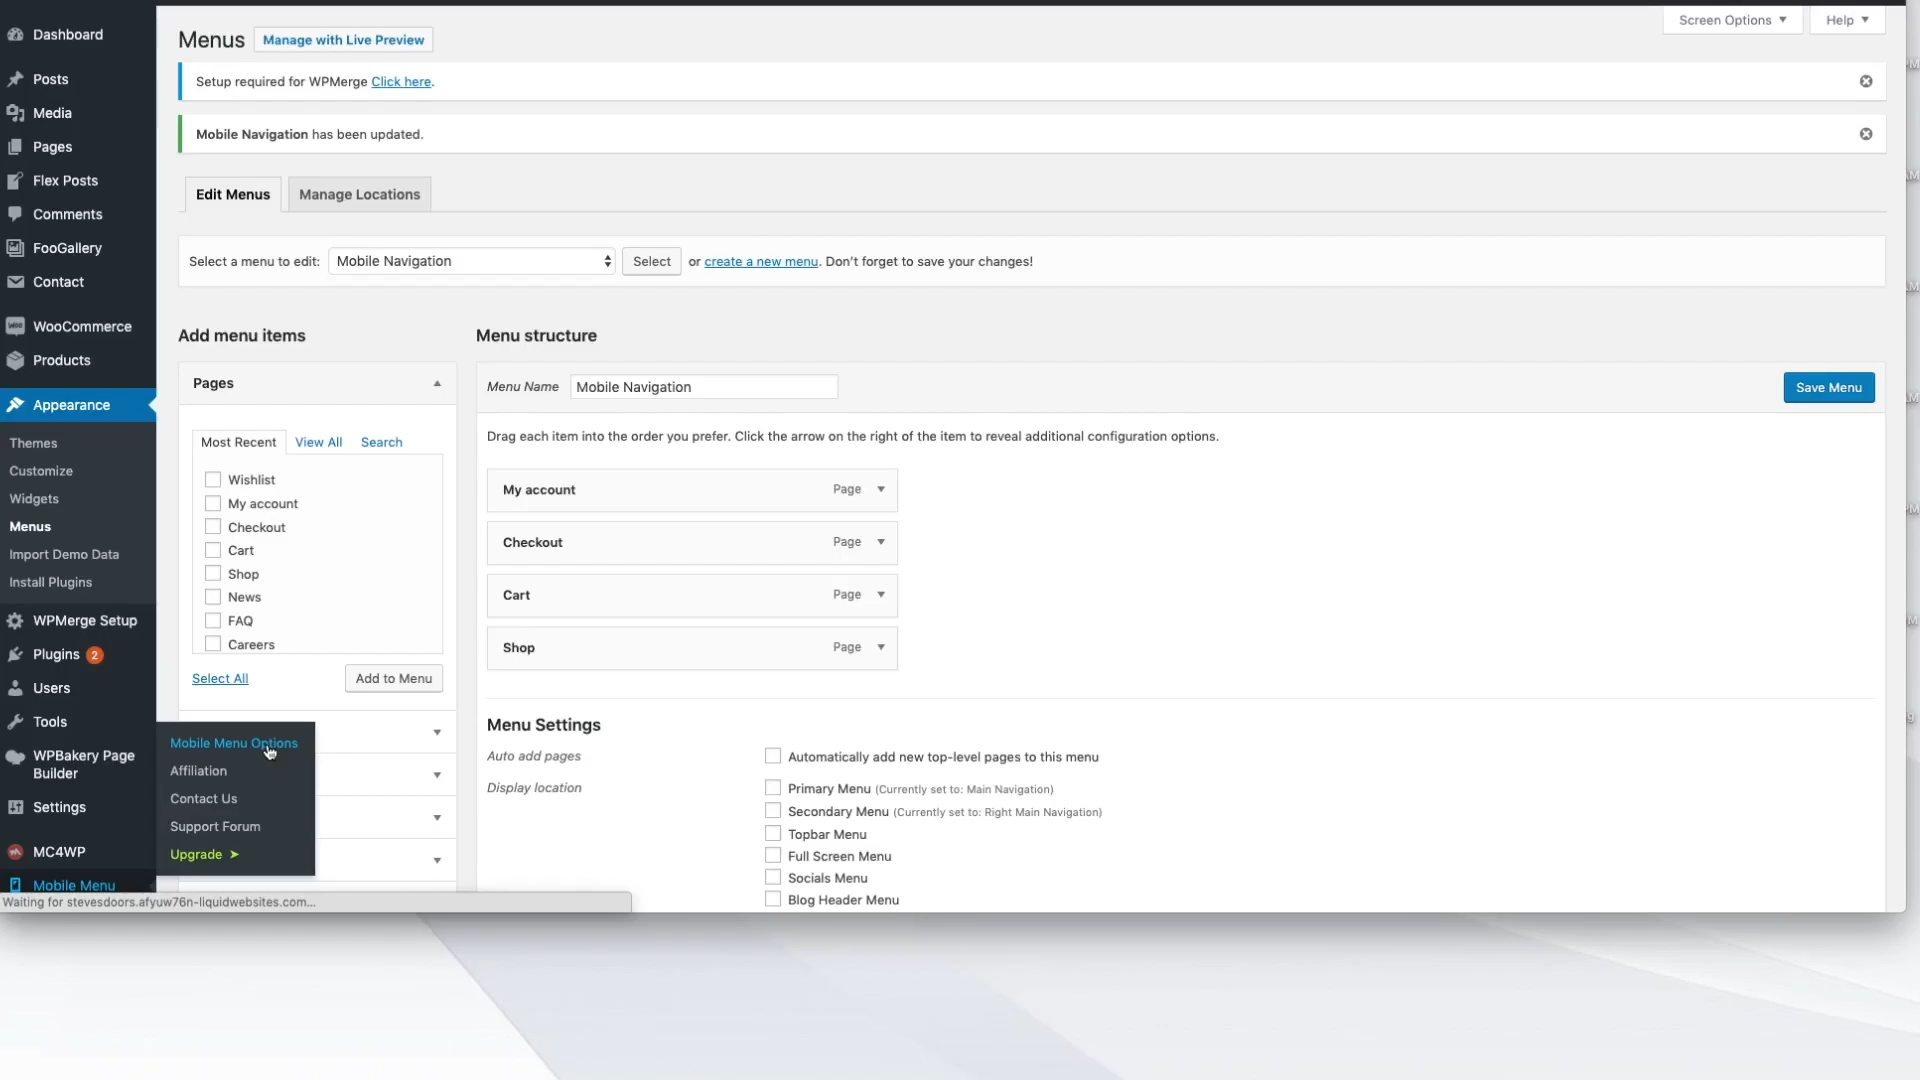 Dashboard
Posts
Media
Pages
Flex Posts
Comments
FooGallery
Contact
WooCommerce
Products
Appearance
Themes
Customize
Widgets
Menus
Import Demo Data
Install Plugins
WPMerge Setup
Plugins 2
Users
Tools
WPBakery Page
Builder
Settings
MC4WP
Mobile Menu
Mobile Menu Options
Affiliation
Contact Us
Support Forum
Upgrade ➤
Waiting for stevesdoors.afyuw76n-liquidwebsites.com...
Screen Options ▼
Help ▼
Menus Manage with Live Preview
Setup required for WPMerge Click here.
Mobile Navigation has been updated.
Edit Menus Manage Locations
Select a menu to edit: Mobile Navigation Select or create a new menu. Don't forget to save your changes!
Add menu items
Pages
Most Recent View All Search
Wishlist
My account
Checkout
Cart
Shop
News
FAQ
Careers
Select All Add to Menu
Menu structure
Menu Name Mobile Navigation Save Menu
Drag each item into the order you prefer. Click the arrow on the right of the item to reveal additional configuration options.
My account Page
Checkout Page
Cart Page
Shop Page
Menu Settings
Auto add pages Automatically add new top-level pages to this menu
Display location Primary Menu (Currently set to: Main Navigation)
Secondary Menu (Currently set to: Right Main Navigation)
Topbar Menu
Full Screen Menu
Socials Menu
Blog Header Menu